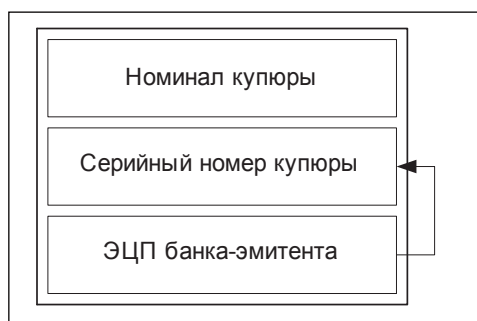 Номинал купюры
Серийный номер купюры
ЭЦП банка-эмитента